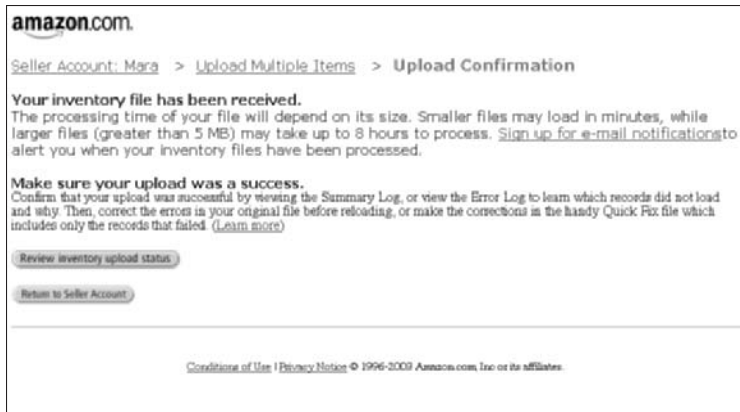 amazon.com.
Seller Account: Mara > Upload Multiple Items > Upload Confirmation
Your inventory file has been received.
The processing time of your file will depend on its size. Smaller files may load in minutes, while
larger files (greater than 5 MB) may take up to 8 hours to process. Sign up for e-mail notificationsto
alert you when your inventory files have been processed.
Make sure your upload was a success.
Confirm that your upload was successful by viewing the Summary Log, or view the Error Log to learn which records did not load
and why. Then, correct the errors in your original file before reloading, or make the corrections in the handy Quick Fix file which
includes only the records that failed. (Learn more)
Review inventory upload status
Return to Seller Account
Conditions of Use | Privacy Notice © 1996-2003 Amazon.com, Inc or its affiliates.